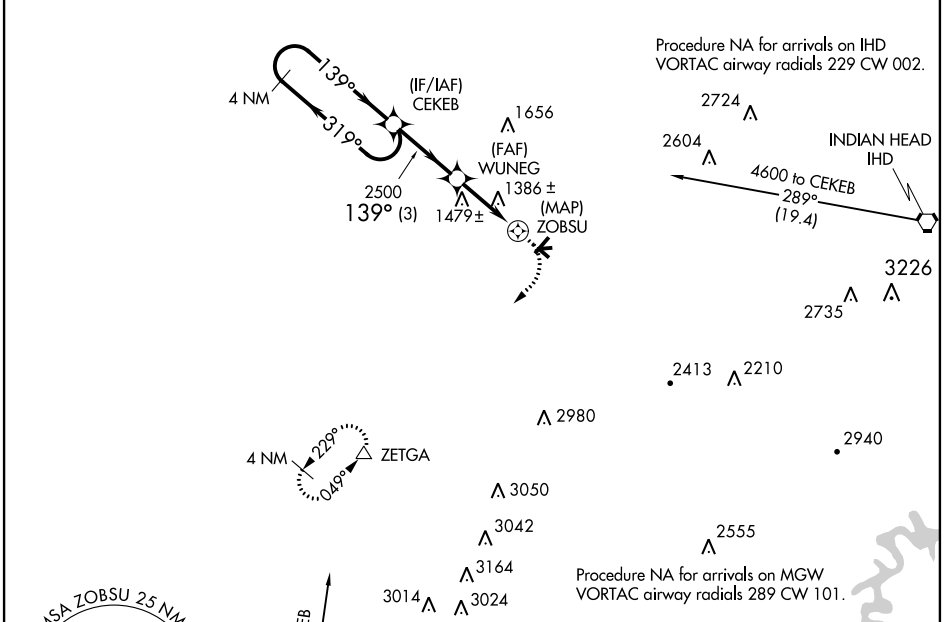 Procedure NA for arrivals on IHD
VORTAC airway radials 229 CW 002.
139°
4 NM
319°
(IF/IAF)
CEKEB
1656
2724
2604
INDIAN HEAD
IHD
(FAF)
WUNEG
2500
139° (3)
1386 ±
1479 ±
(MAP)
ZOBSU
4600 to CEKEB
289°
(19.4)
3226
2735
2413
2210
2980
2940
229°
4 NM
049°
ZETGA
3050
3042
2555
3164
3014
3024
Procedure NA for arrivals on MGW
VORTAC airway radials 289 CW 101.
MSA ZOBSU 25 NM